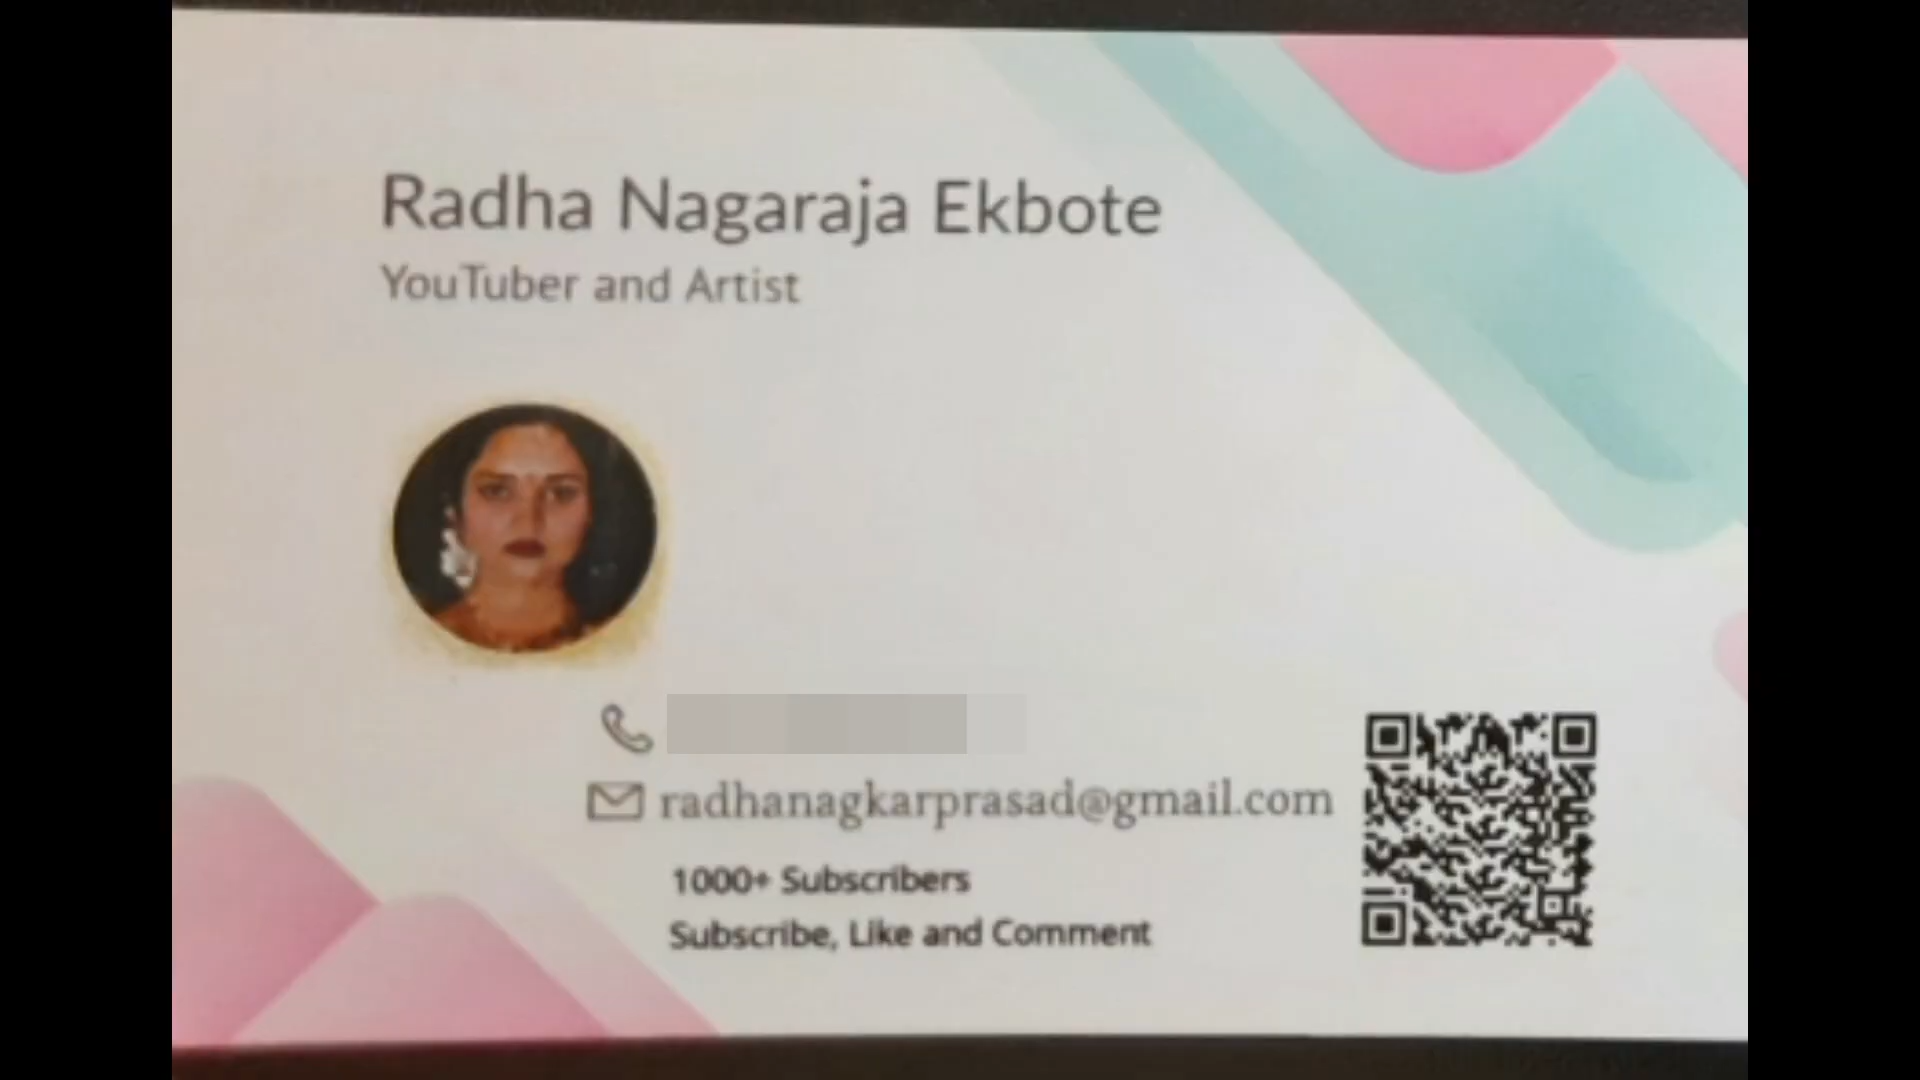 Radha Nagaraja Ekbote
YouTuber and Artist
radhanagkarprasad@gmail.com
1000+ Subscribers
Subscribe, Like and Comment